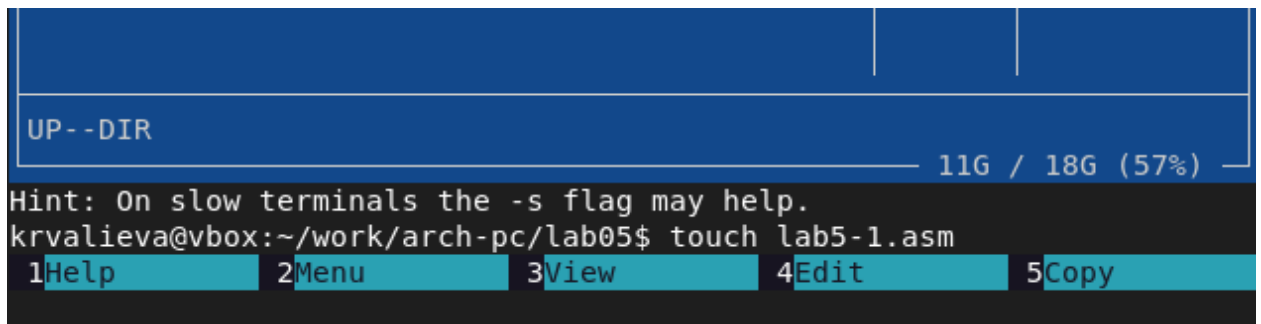 UP--DIR
11G / 18G (57%)
Hint: On slow terminals the -s flag may help.
krvalieva@vbox:~/work/arch-pc/lab05$ touch lab5-1.asm
1Help 2Menu 3View 4Edit 5Copy